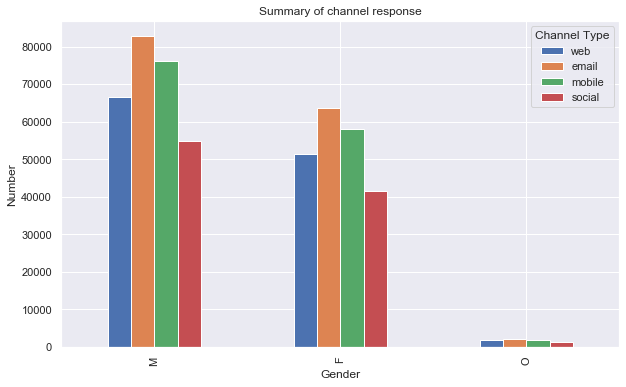 Summary of channel response
Channel Type
web
email
mobile
social
Number
80000
70000
60000
50000
40000
30000
20000
10000
0
M
F
O
Gender